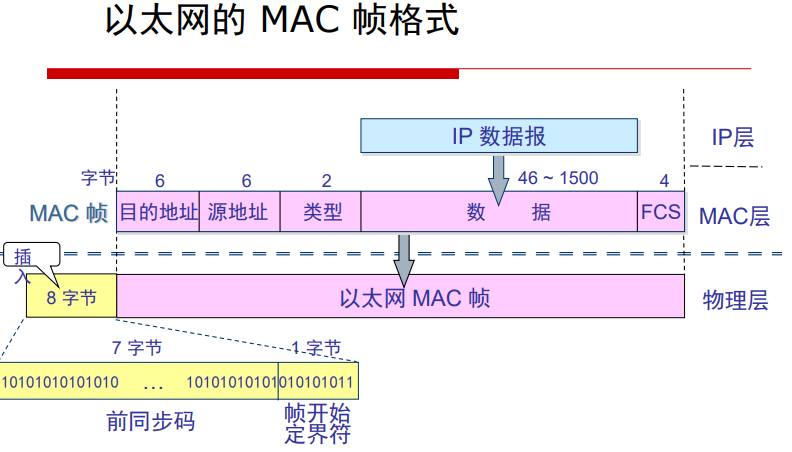 以太网的 MAC 帧格式
IP 数据报
IP层
字节
6
6
2
46 ~ 1500
4
MAC 帧
目的地址
源地址
类型
数 据
FCS
MAC层
插入
8 字节
以太网 MAC 帧
物理层
7 字节
1 字节
10101010101010 … 10101010101010101011
前同步码
帧开始
定界符